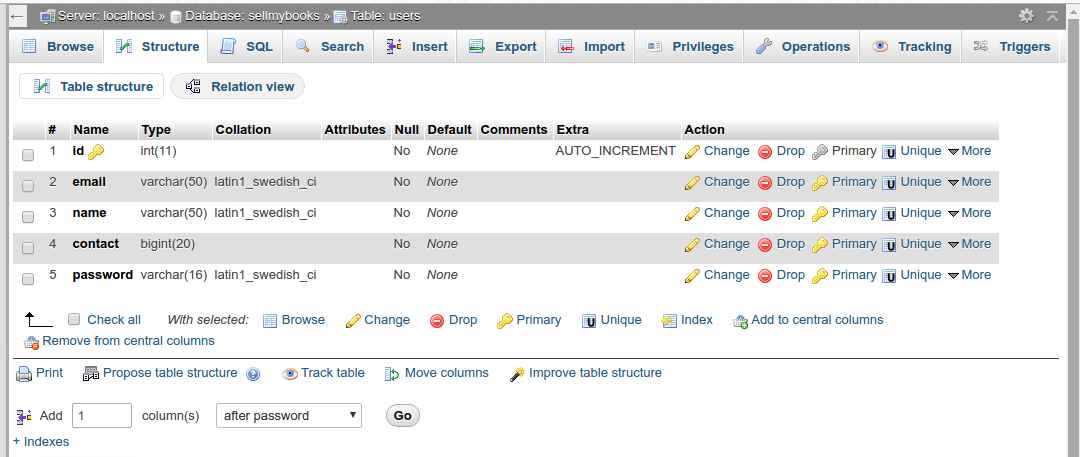 Server: localhost » Database: sellmybooks » Table: users
Browse Structure SQL Search Insert Export Import Privileges Operations Tracking Triggers
Table structure Relation view
# Name Type Collation Attributes Null Default Comments Extra Action
1 id int(11) No None AUTO_INCREMENT Change Drop Primary U Unique More
2 email varchar(50) latin1_swedish_ci No None Change Drop Primary U Unique More
3 name varchar(50) latin1_swedish_ci No None Change Drop Primary U Unique More
4 contact bigint(20) No None Change Drop Primary U Unique More
5 password varchar(16) latin1_swedish_ci No None Change Drop Primary U Unique More
Check all With selected: Browse Change Drop Primary U Unique Index Add to central columns
Remove from central columns
Print Propose table structure ? Track table Move columns Improve table structure
Add 1 column(s) after password Go
+ Indexes